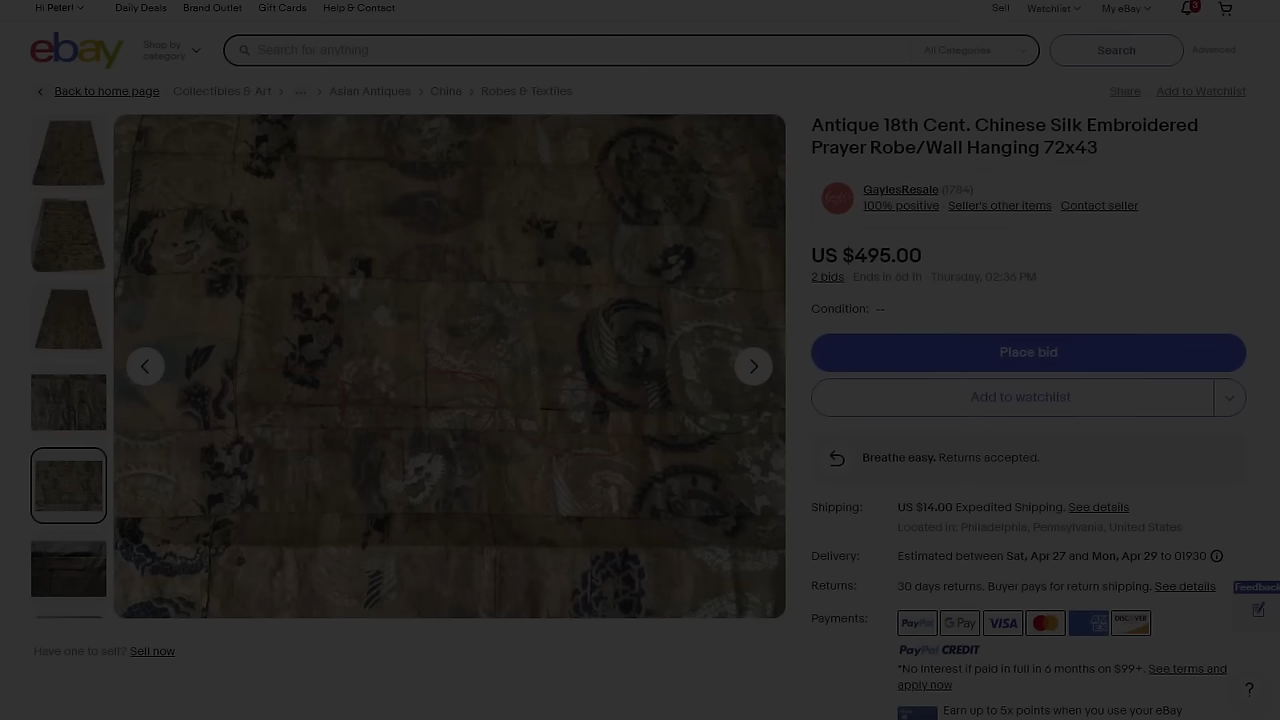 Hi Peter!
Daily Deals
Brand Outlet
Gift Cards
Help & Contact
Sell
Watchlist
My eBay
3
ebay
Shop by
category
Search for anything
All Categories
Search
Advanced
Back to home page
Collectibles & Art
...
Asian Antiques
China
Robes & Textiles
Share
Add to Watchlist
Antique 18th Cent. Chinese Silk Embroidered
Prayer Robe/Wall Hanging 72x43
GaylesResale (1784)
100% positive
Seller's other items
Contact seller
US $495.00
2 bids · Ends in 6d 1h · Thursday, 02:36 PM
Condition: --
Place bid
Add to watchlist
Breathe easy. Returns accepted.
Shipping: US $14.00 Expedited Shipping. See details
Located in: Philadelphia, Pennsylvania, United States
Delivery: Estimated between Sat, Apr 27 and Mon, Apr 29 to 01930
Returns: 30 days returns. Buyer pays for return shipping. See details
Feedback
Payments: PayPal G Pay VISA MasterCard AM EX DISCOVER
PayPal CREDIT
*No Interest if paid in full in 6 months on $99+. See terms and
apply now
Earn up to 5x points when you use your eBay
Have one to sell? Sell now
?